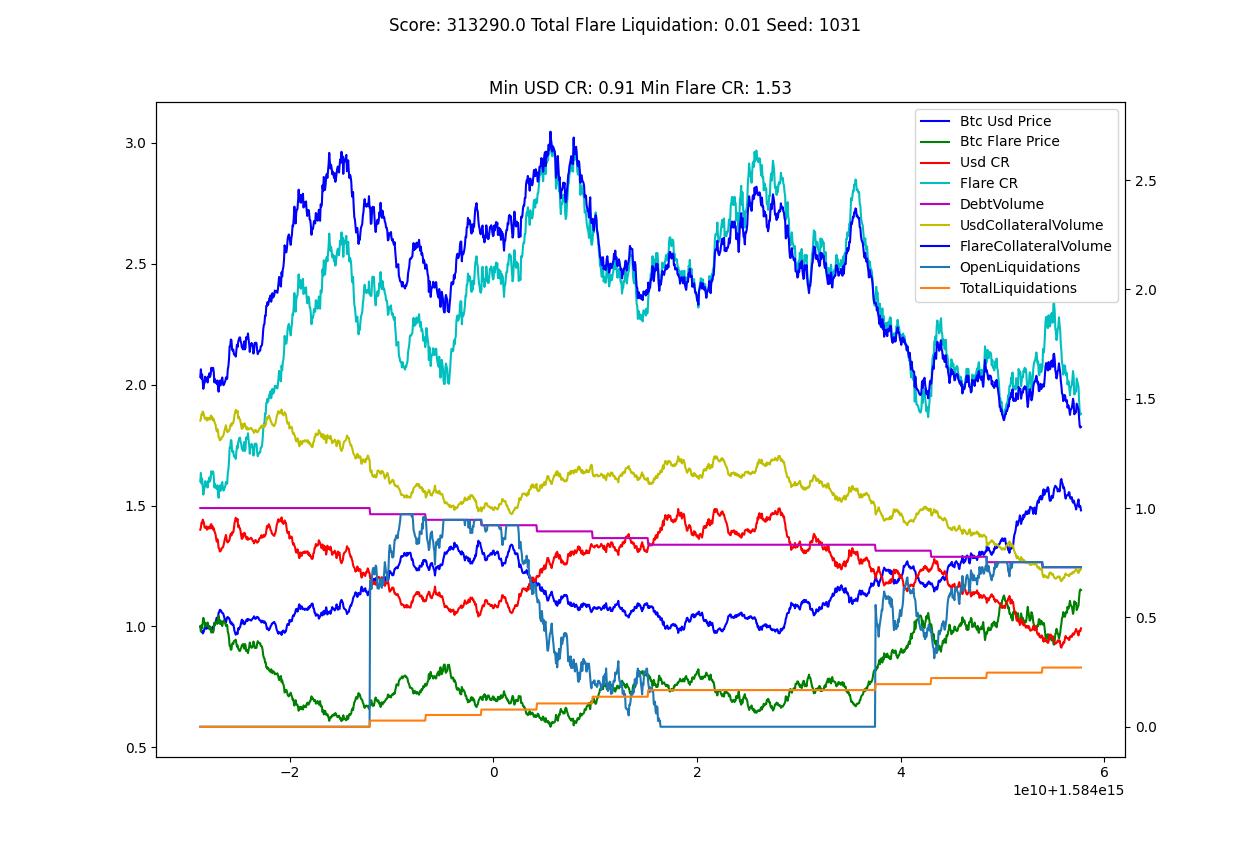 Score: 313290.0 Total Flare Liquidation: 0.01 Seed: 1031
Min USD CR: 0.91 Min Flare CR: 1.53
Btc Usd Price
Btc Flare Price
Usd CR
Flare CR
DebtVolume
UsdCollateralVolume
FlareCollateralVolume
OpenLiquidations
TotalLiquidations
3.0
2.5
2.0
1.5
1.0
0.5
2.5
2.0
1.5
1.0
0.5
0.0
−2
0
2
4
6
1e10+1.584e15